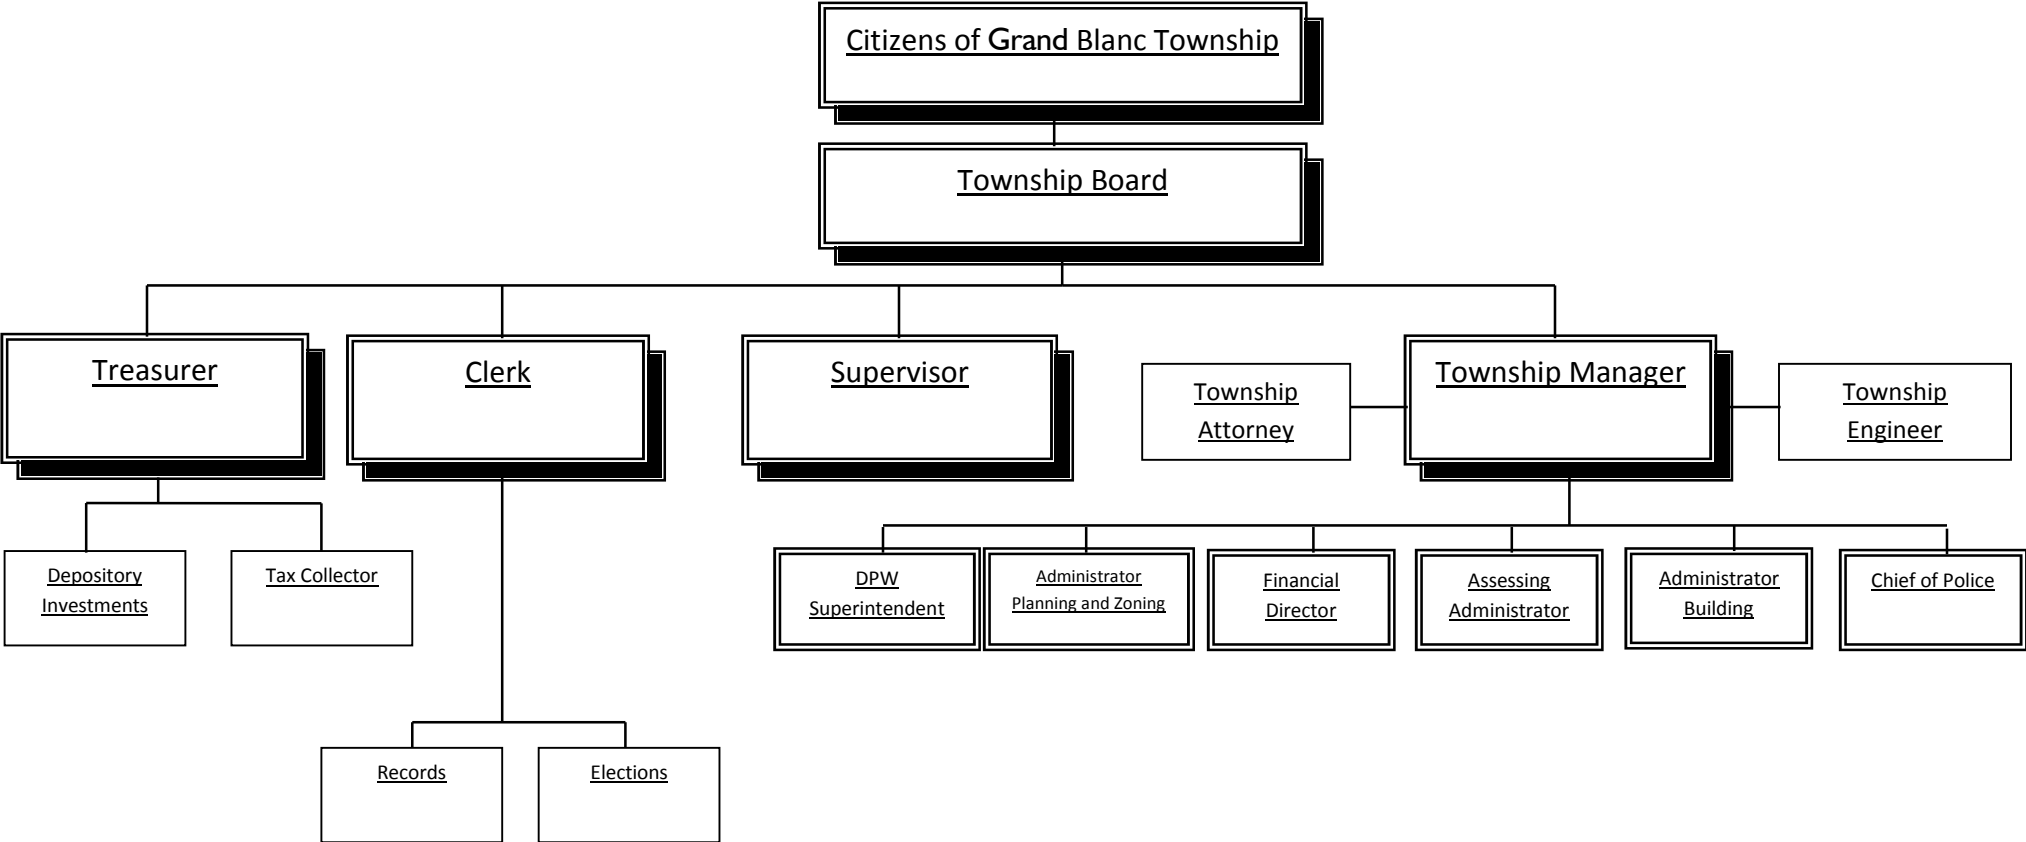 Citizens of Grand Blanc Township
Township Board
Treasurer
Clerk
Supervisor
Township
Attorney
Township Manager
Township
Engineer
Depository
Investments
Tax Collector
DPW
Superintendent
Administrator
Planning and Zoning
Financial
Director
Assessing
Administrator
Administrator
Building
Chief of Police
Records
Elections